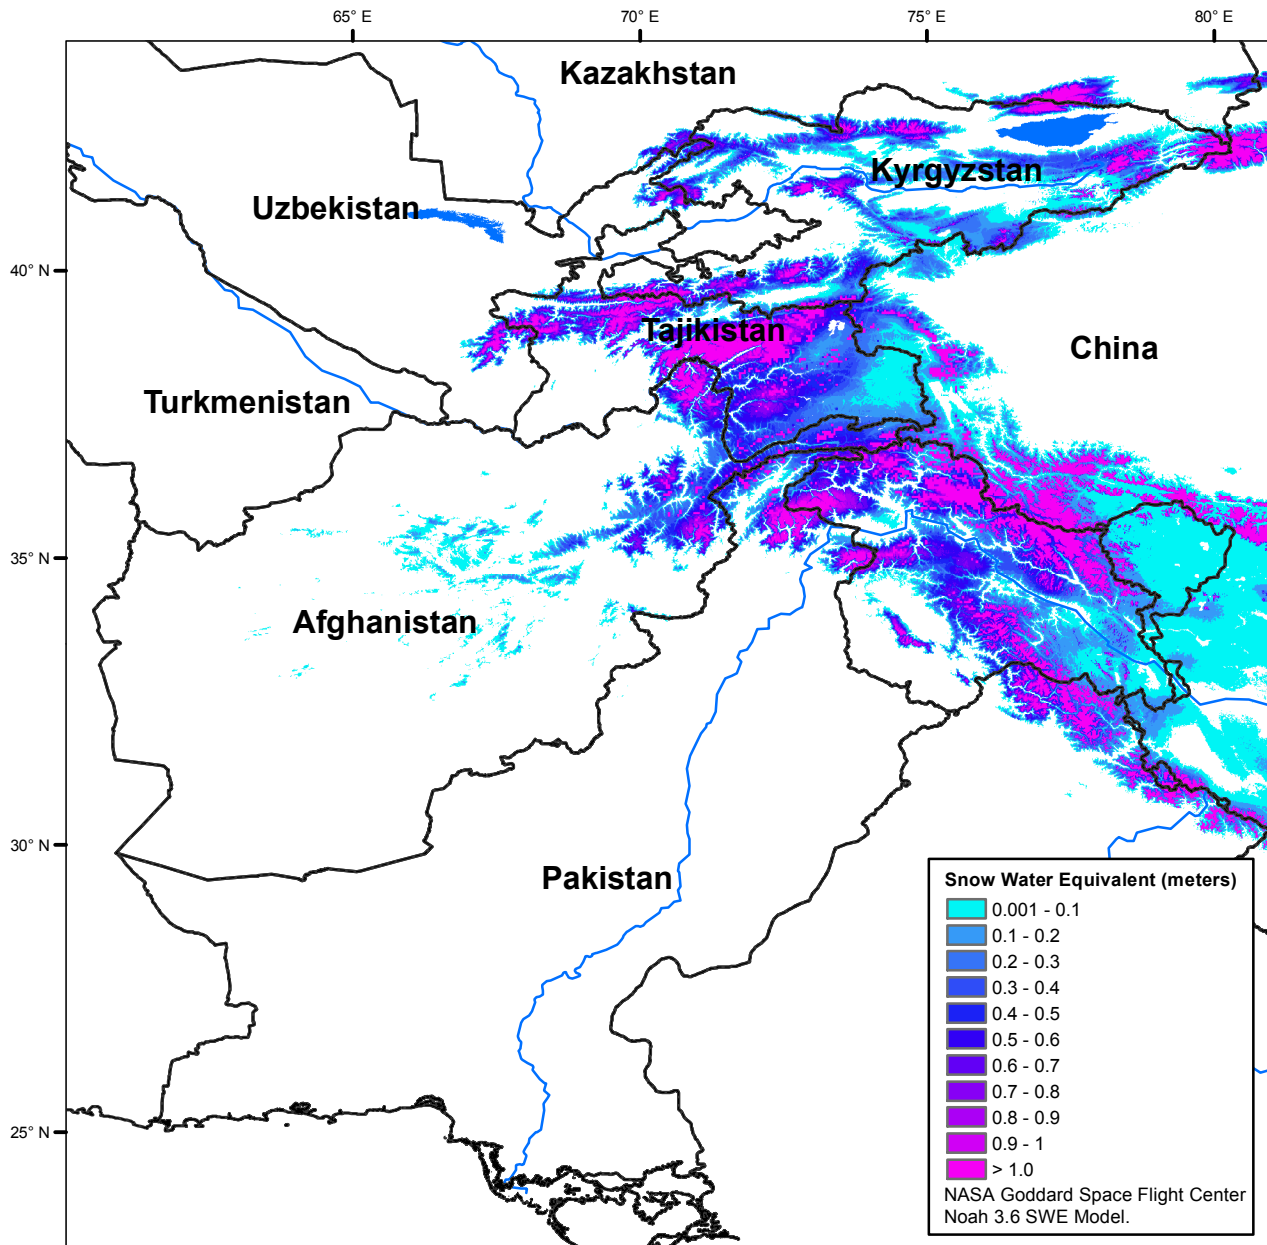 65° E
70° E
75° E
80° E
Kazakhstan
Kyrgyzstan
Uzbekistan
40° N
Tajikistan
China
Turkmenistan
35° N
Afghanistan
30° N
Pakistan
Snow Water Equivalent (meters)
0.001 - 0.1
0.1 - 0.2
0.2 - 0.3
0.3 - 0.4
0.4 - 0.5
0.5 - 0.6
0.6 - 0.7
0.7 - 0.8
0.8 - 0.9
0.9 - 1
> 1.0
25° N
NASA Goddard Space Flight Center
Noah 3.6 SWE Model.